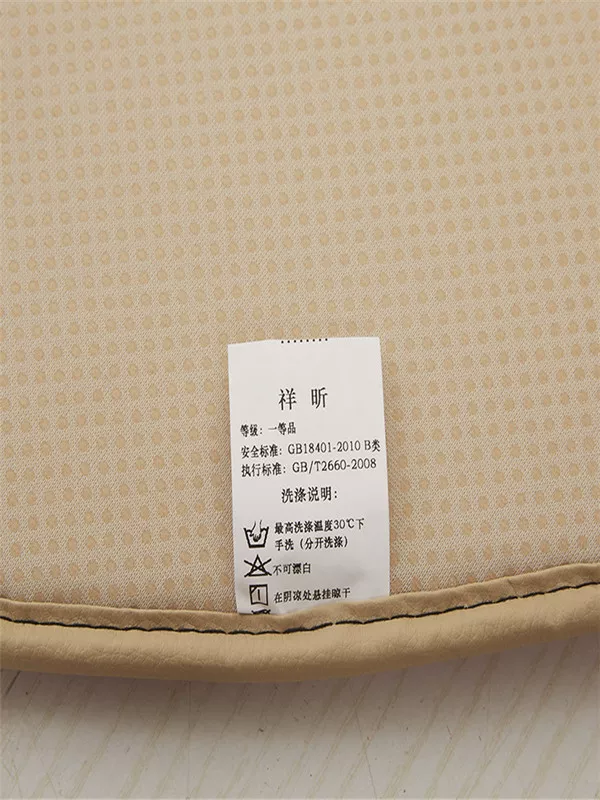 祥昕
等级：一等品
安全标准：GB18401-2010 B类
执行标准：GB/T2660-2008
洗涤说明：
最高洗涤温度30℃下
手洗（分开洗涤）
不可漂白
在阴凉处悬挂晾干